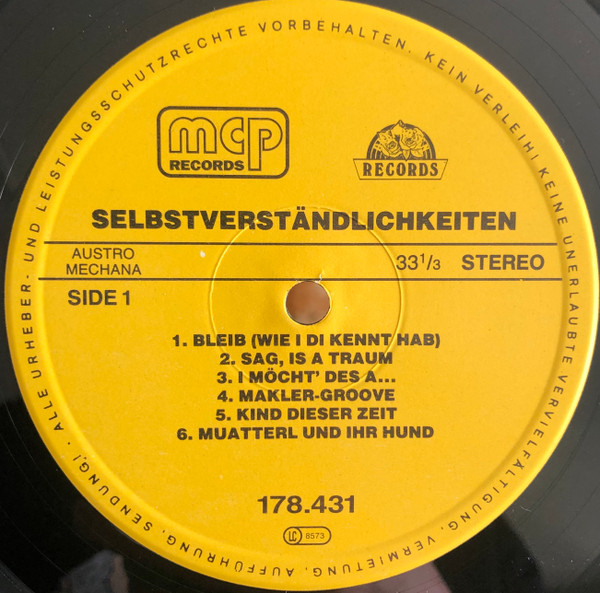 ALLE URHEBER- UND LEISTUNGSSCHUTZRECHTE VORBEHALTEN. KEIN VERLEIH! KEINE UNERLAUBTE VERVIELFÄLTIGUNG, VERMIETUNG, AUFFÜHRUNG, SENDUNG! •
mcp
RECORDS
RECORDS
SELBSTVERSTÄNDLICHKEITEN
AUSTRO
MECHANA
33 1/3 STEREO
SIDE 1
1. BLEIB (WIE I DI KENNT HAB)
2. SAG, IS A TRAUM
3. I MÖCHT' DES A...
4. MAKLER-GROOVE
5. KIND DIESER ZEIT
6. MUATTERL UND IHR HUND
178.431
LC 8573